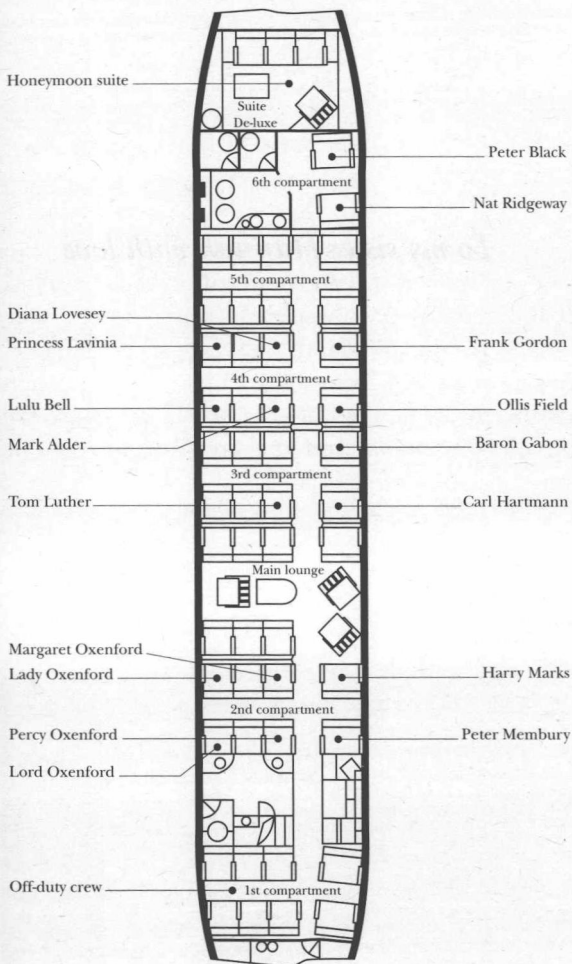 Honeymoon suite
Suite
De-luxe
Peter Black
6th compartment
Nat Ridgeway
5th compartment
Diana Lovesey
Princess Lavinia
Frank Gordon
4th compartment
Lulu Bell
Ollis Field
Mark Alder
Baron Gabon
3rd compartment
Tom Luther
Carl Hartmann
Main lounge
Margaret Oxenford
Lady Oxenford
Harry Marks
2nd compartment
Percy Oxenford
Peter Membury
Lord Oxenford
Off-duty crew
1st compartment